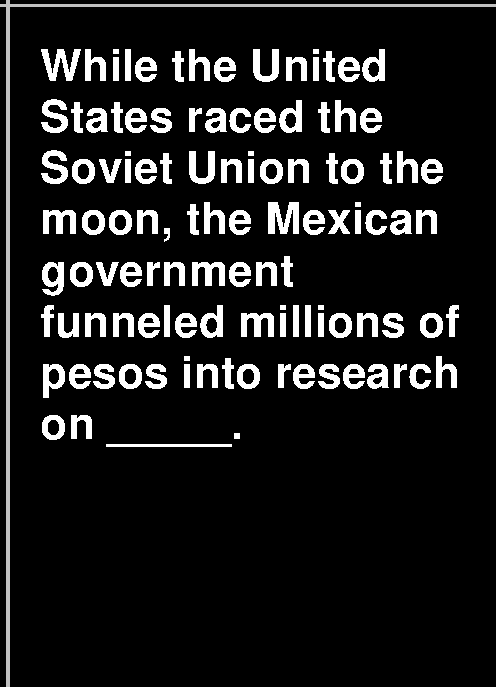 While the United
States raced the
Soviet Union to the
moon, the Mexican
government
funneled millions of
pesos into research
on ______.